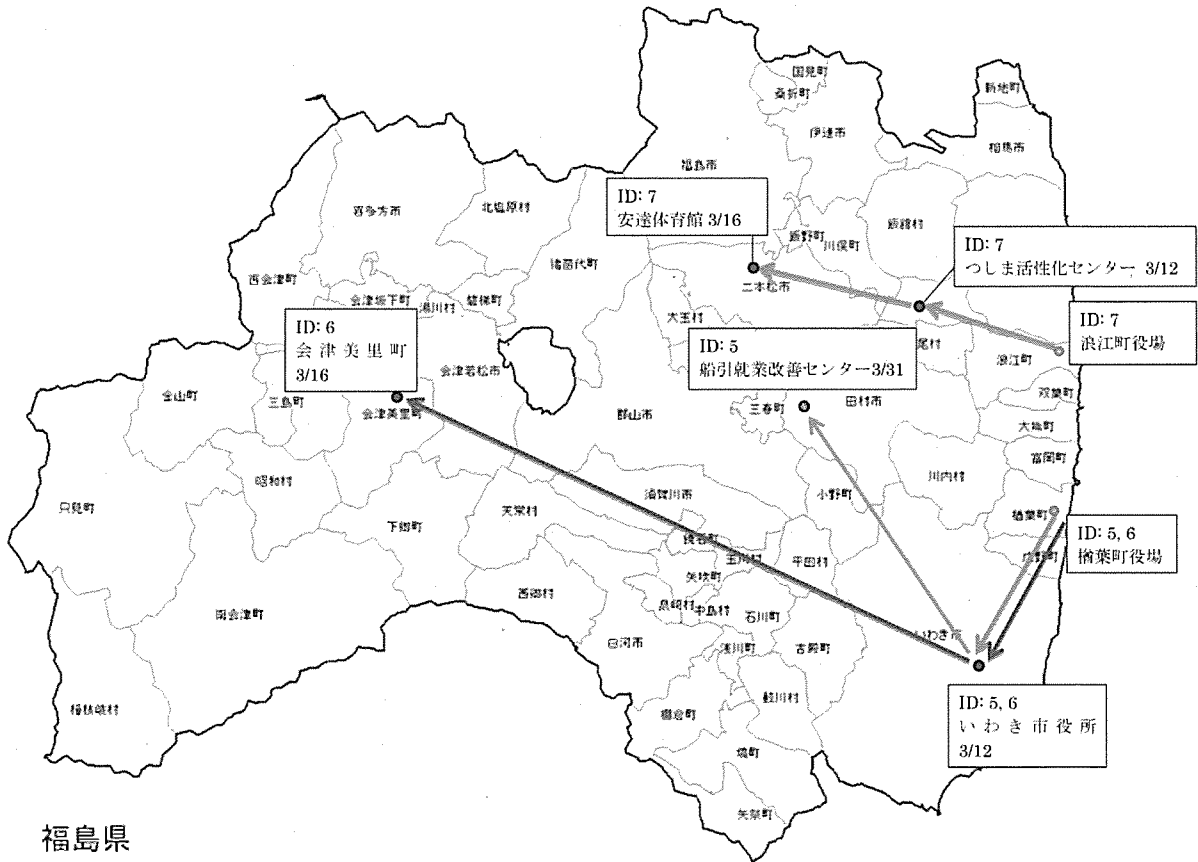 国見町
桑折町
新地町
伊達市
相馬市
福島市
喜多方市
北塩原村
飯舘村
ID: 7
安達体育館 3/16
飯野町
川俣町
ID: 7
つしま活性化センター 3/12
西会津町
猪苗代町
二本松市
会津坂下町
湯川村
磐梯町
大玉村
ID: 7
浪江町役場
ID: 6
会津美里町
3/16
ID: 5
船引就業改善センター3/31
尾村
浪江町
会津若松市
双葉町
金山町
三島町
会津美里町
郡山市
三春町
田村市
大熊町
富岡町
川内村
昭和村
須賀川市
小野町
只見町
天栄村
楢葉町
下郷町
鏡石町
ID: 5, 6
楢葉町役場
玉川村
平田村
広野町
矢吹町
西郷村
泉崎村
中島村
石川町
南会津町
白河市
浅川町
古殿町
いわき市
鮫川村
ID: 5, 6
いわき市役所
3/12
檜枝岐村
棚倉町
塙町
矢祭町
福島県